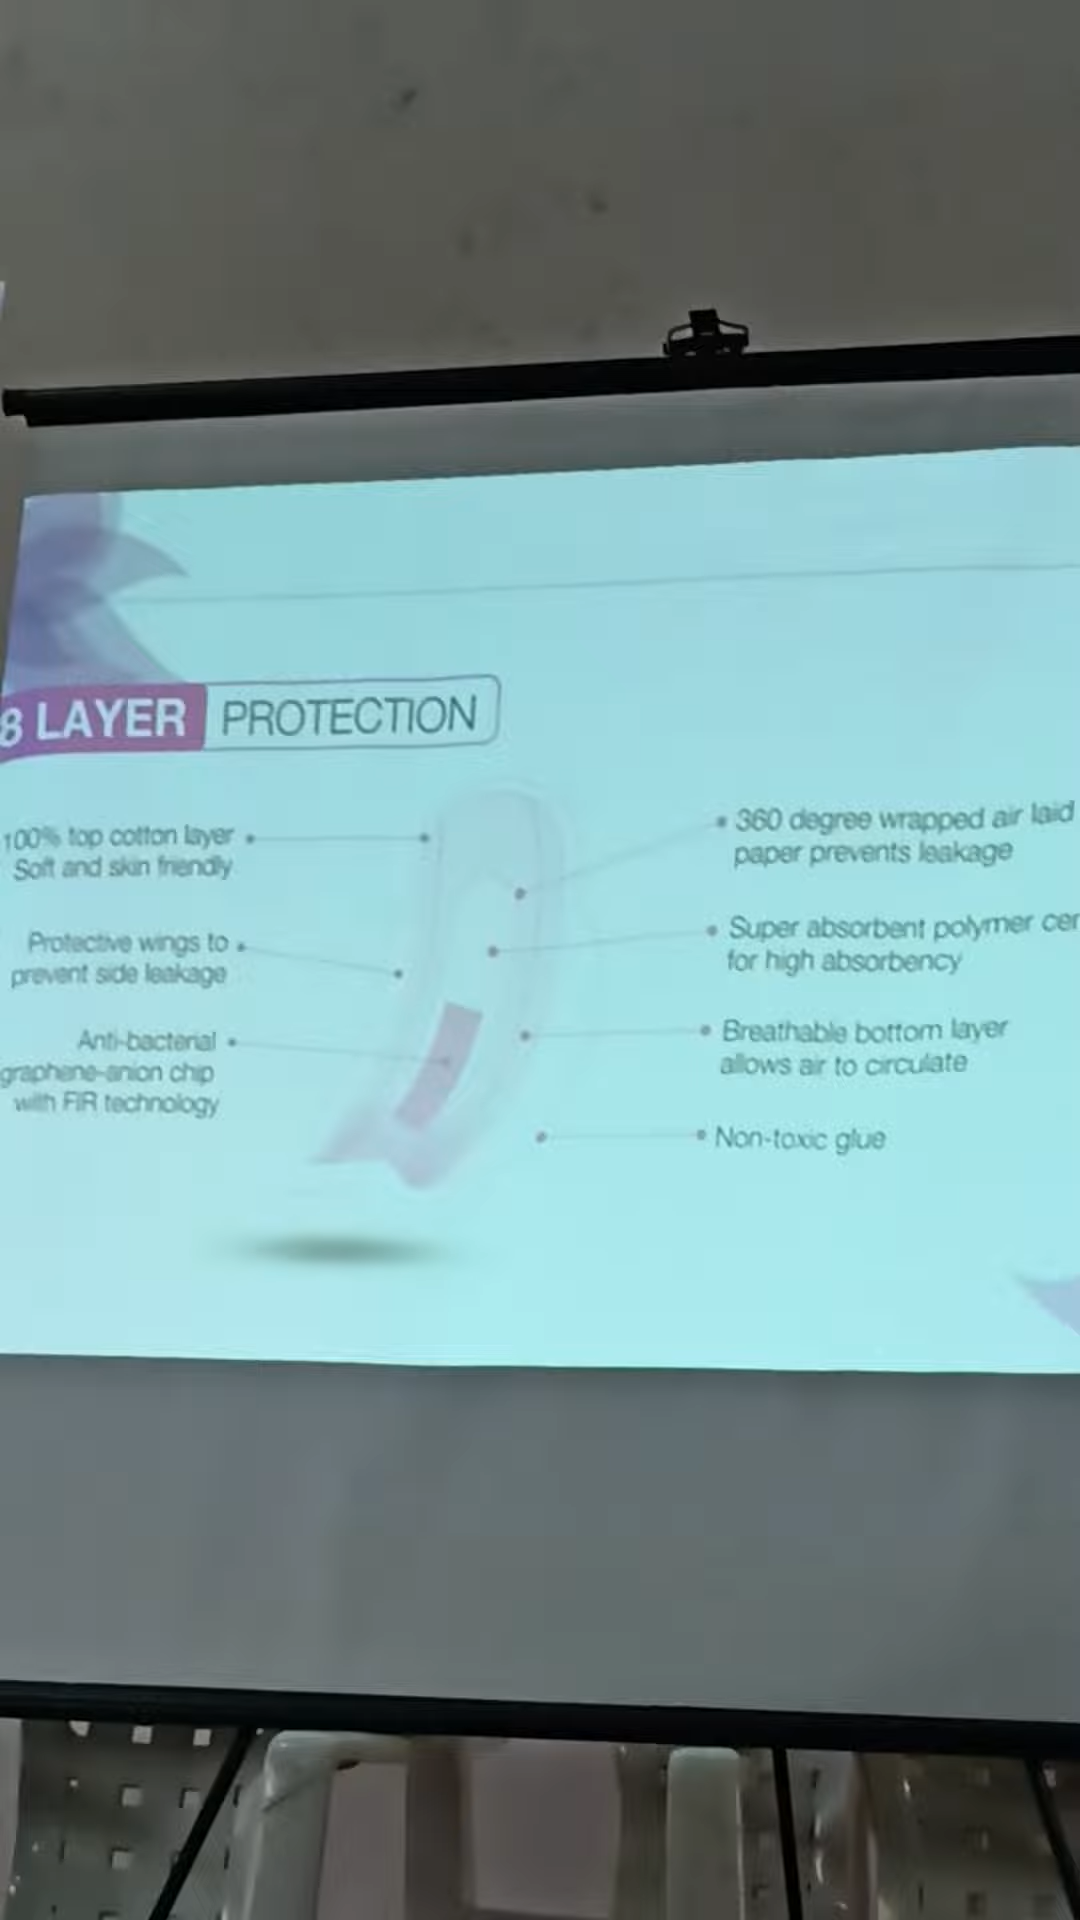 8 LAYER PROTECTION
100% top cotton layer
Soft and skin friendly
Protective wings to
prevent side leakage
Anti-bacterial
graphene-anion chip
with FIR technology
360 degree wrapped air laid
paper prevents leakage
Super absorbent polymer
for high absorbency
Breathable bottom layer
allows air to circulate
Non-toxic glue